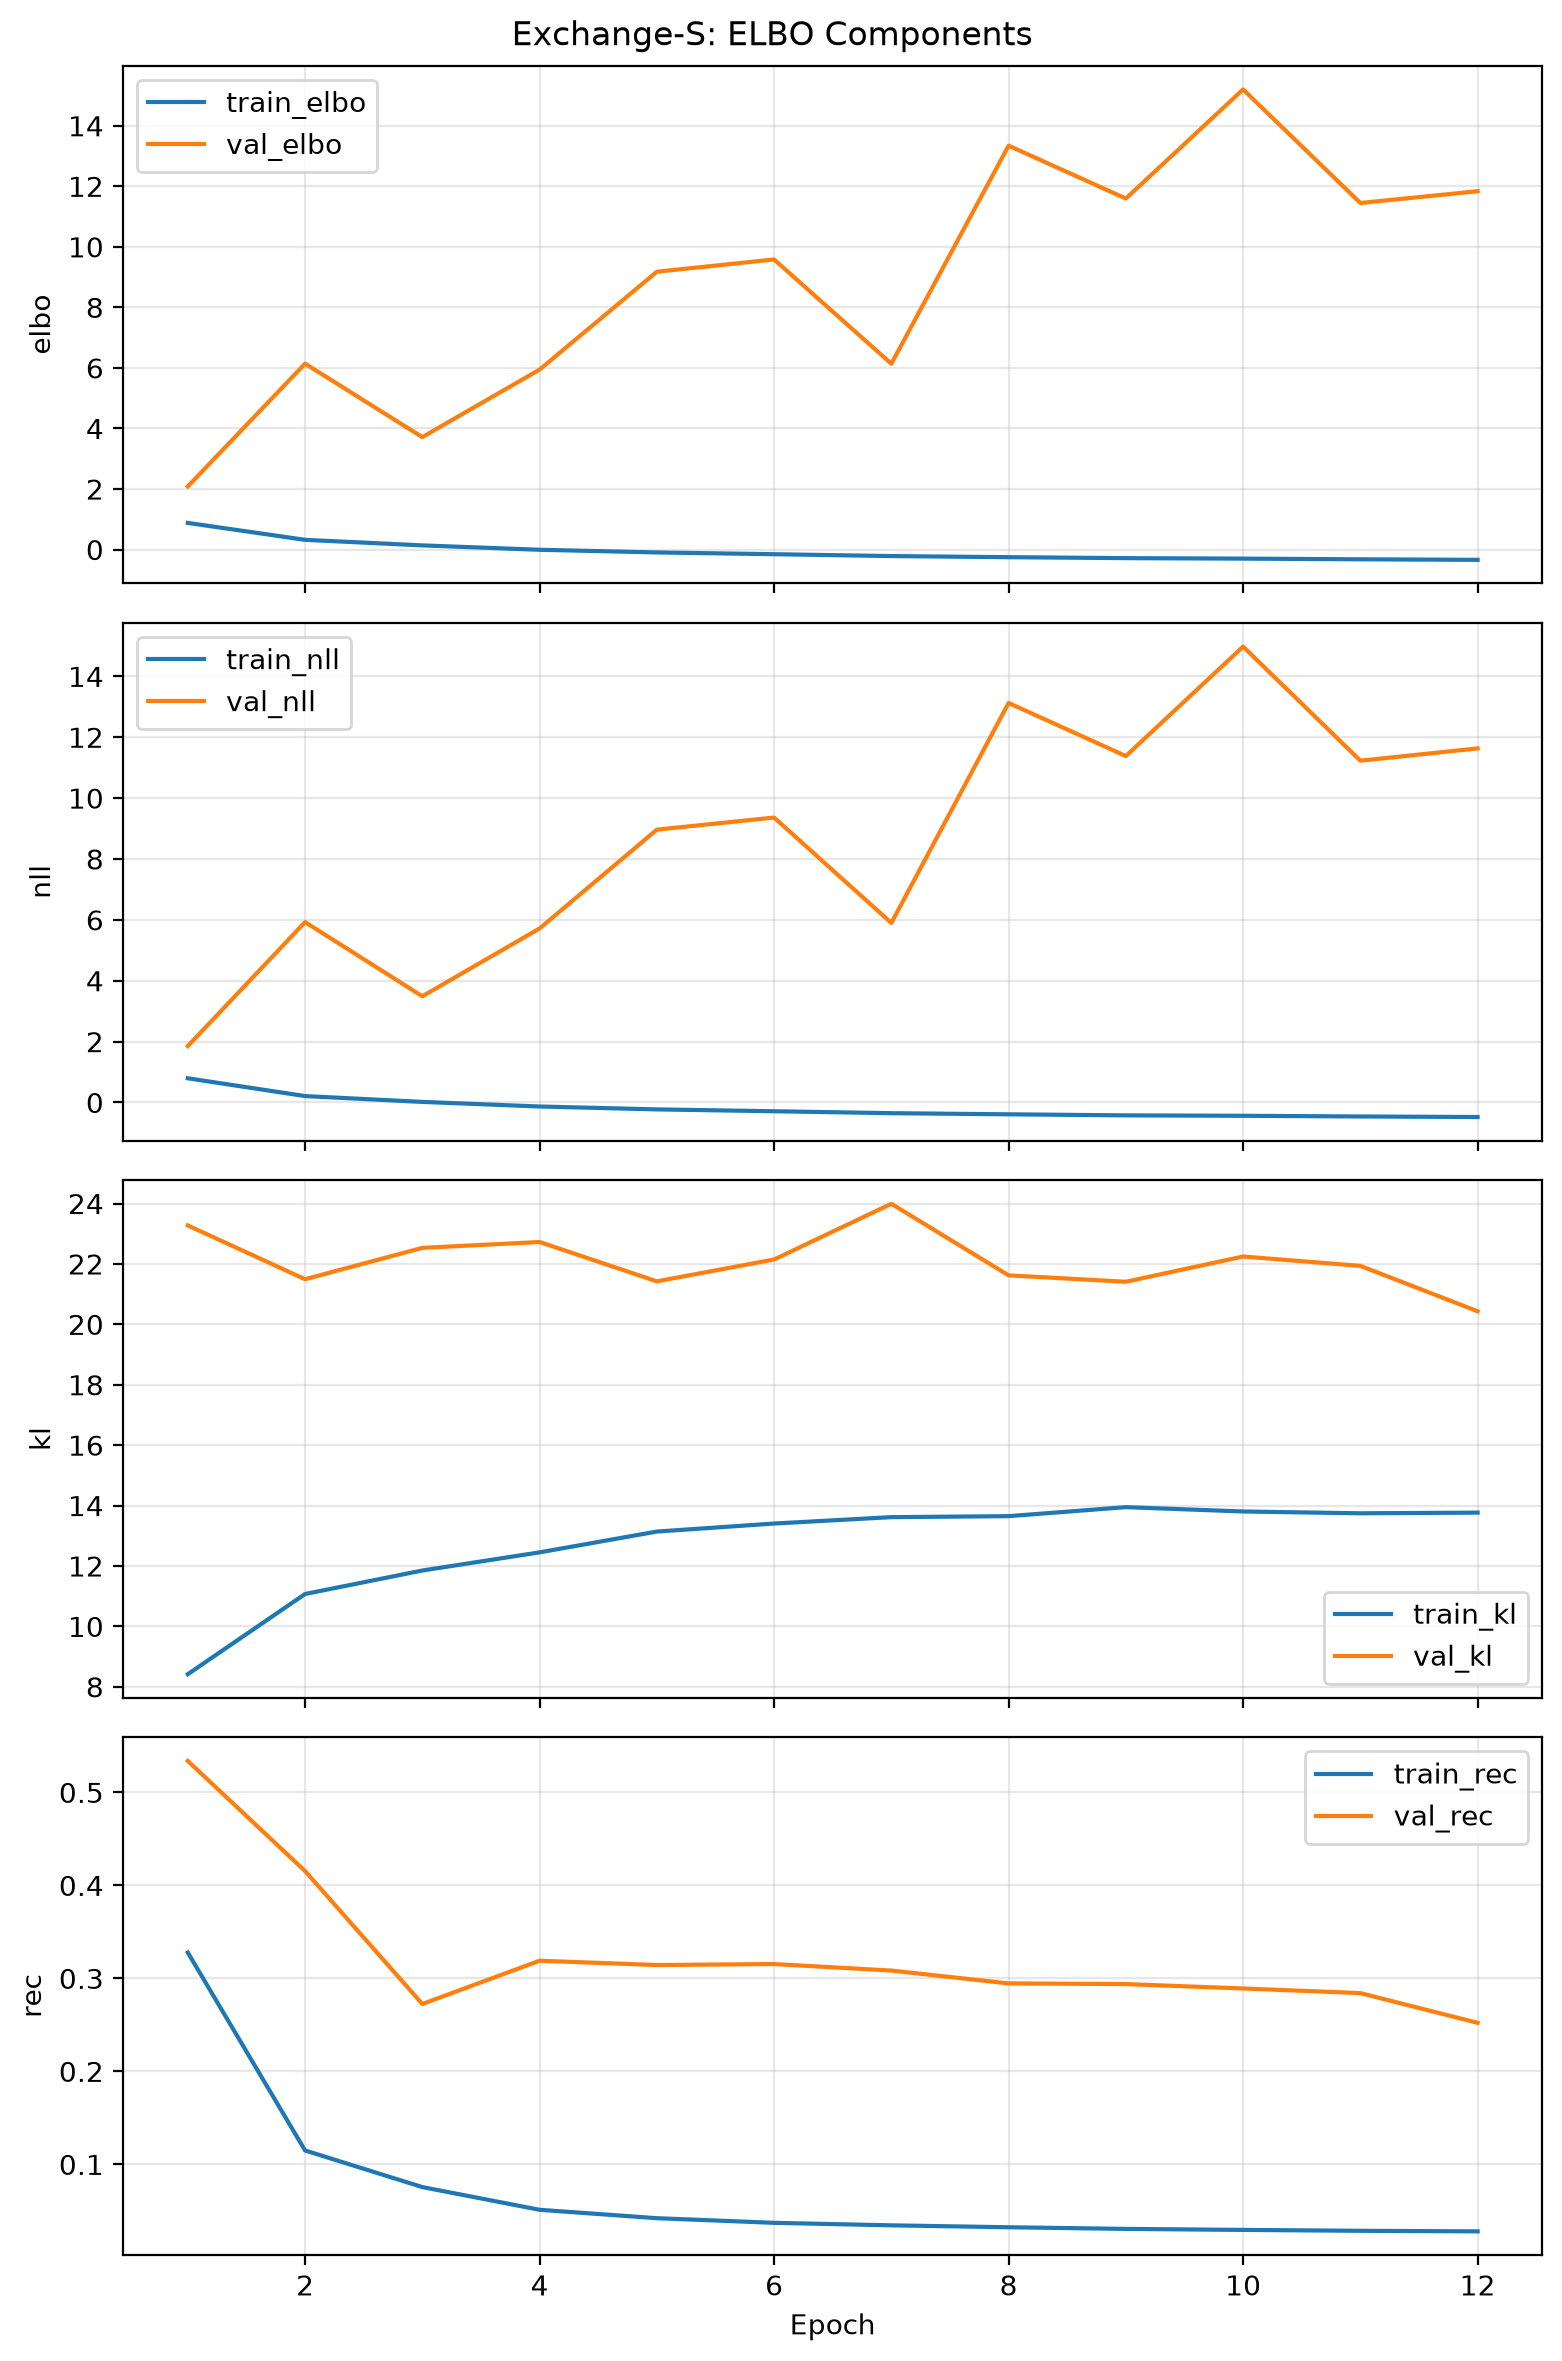 Exchange-S: ELBO Components
train_elbo
val_elbo
14
12
10
8
6
4
2
0
elbo
train_nll
val_nll
14
12
10
8
6
4
2
0
nll
24
22
20
18
16
14
12
10
8
kl
train_kl
val_kl
train_rec
val_rec
0.5
0.4
0.3
0.2
0.1
rec
2 4 6 8 10 12
Epoch